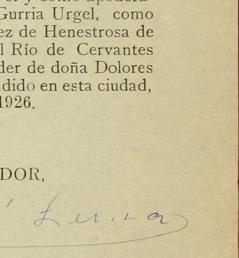 Gurria Urgel, como
ez de Henestrosa de
l Río de Cervantes
der de doña Dolores
dido en esta ciudad,
1926.
DOR,